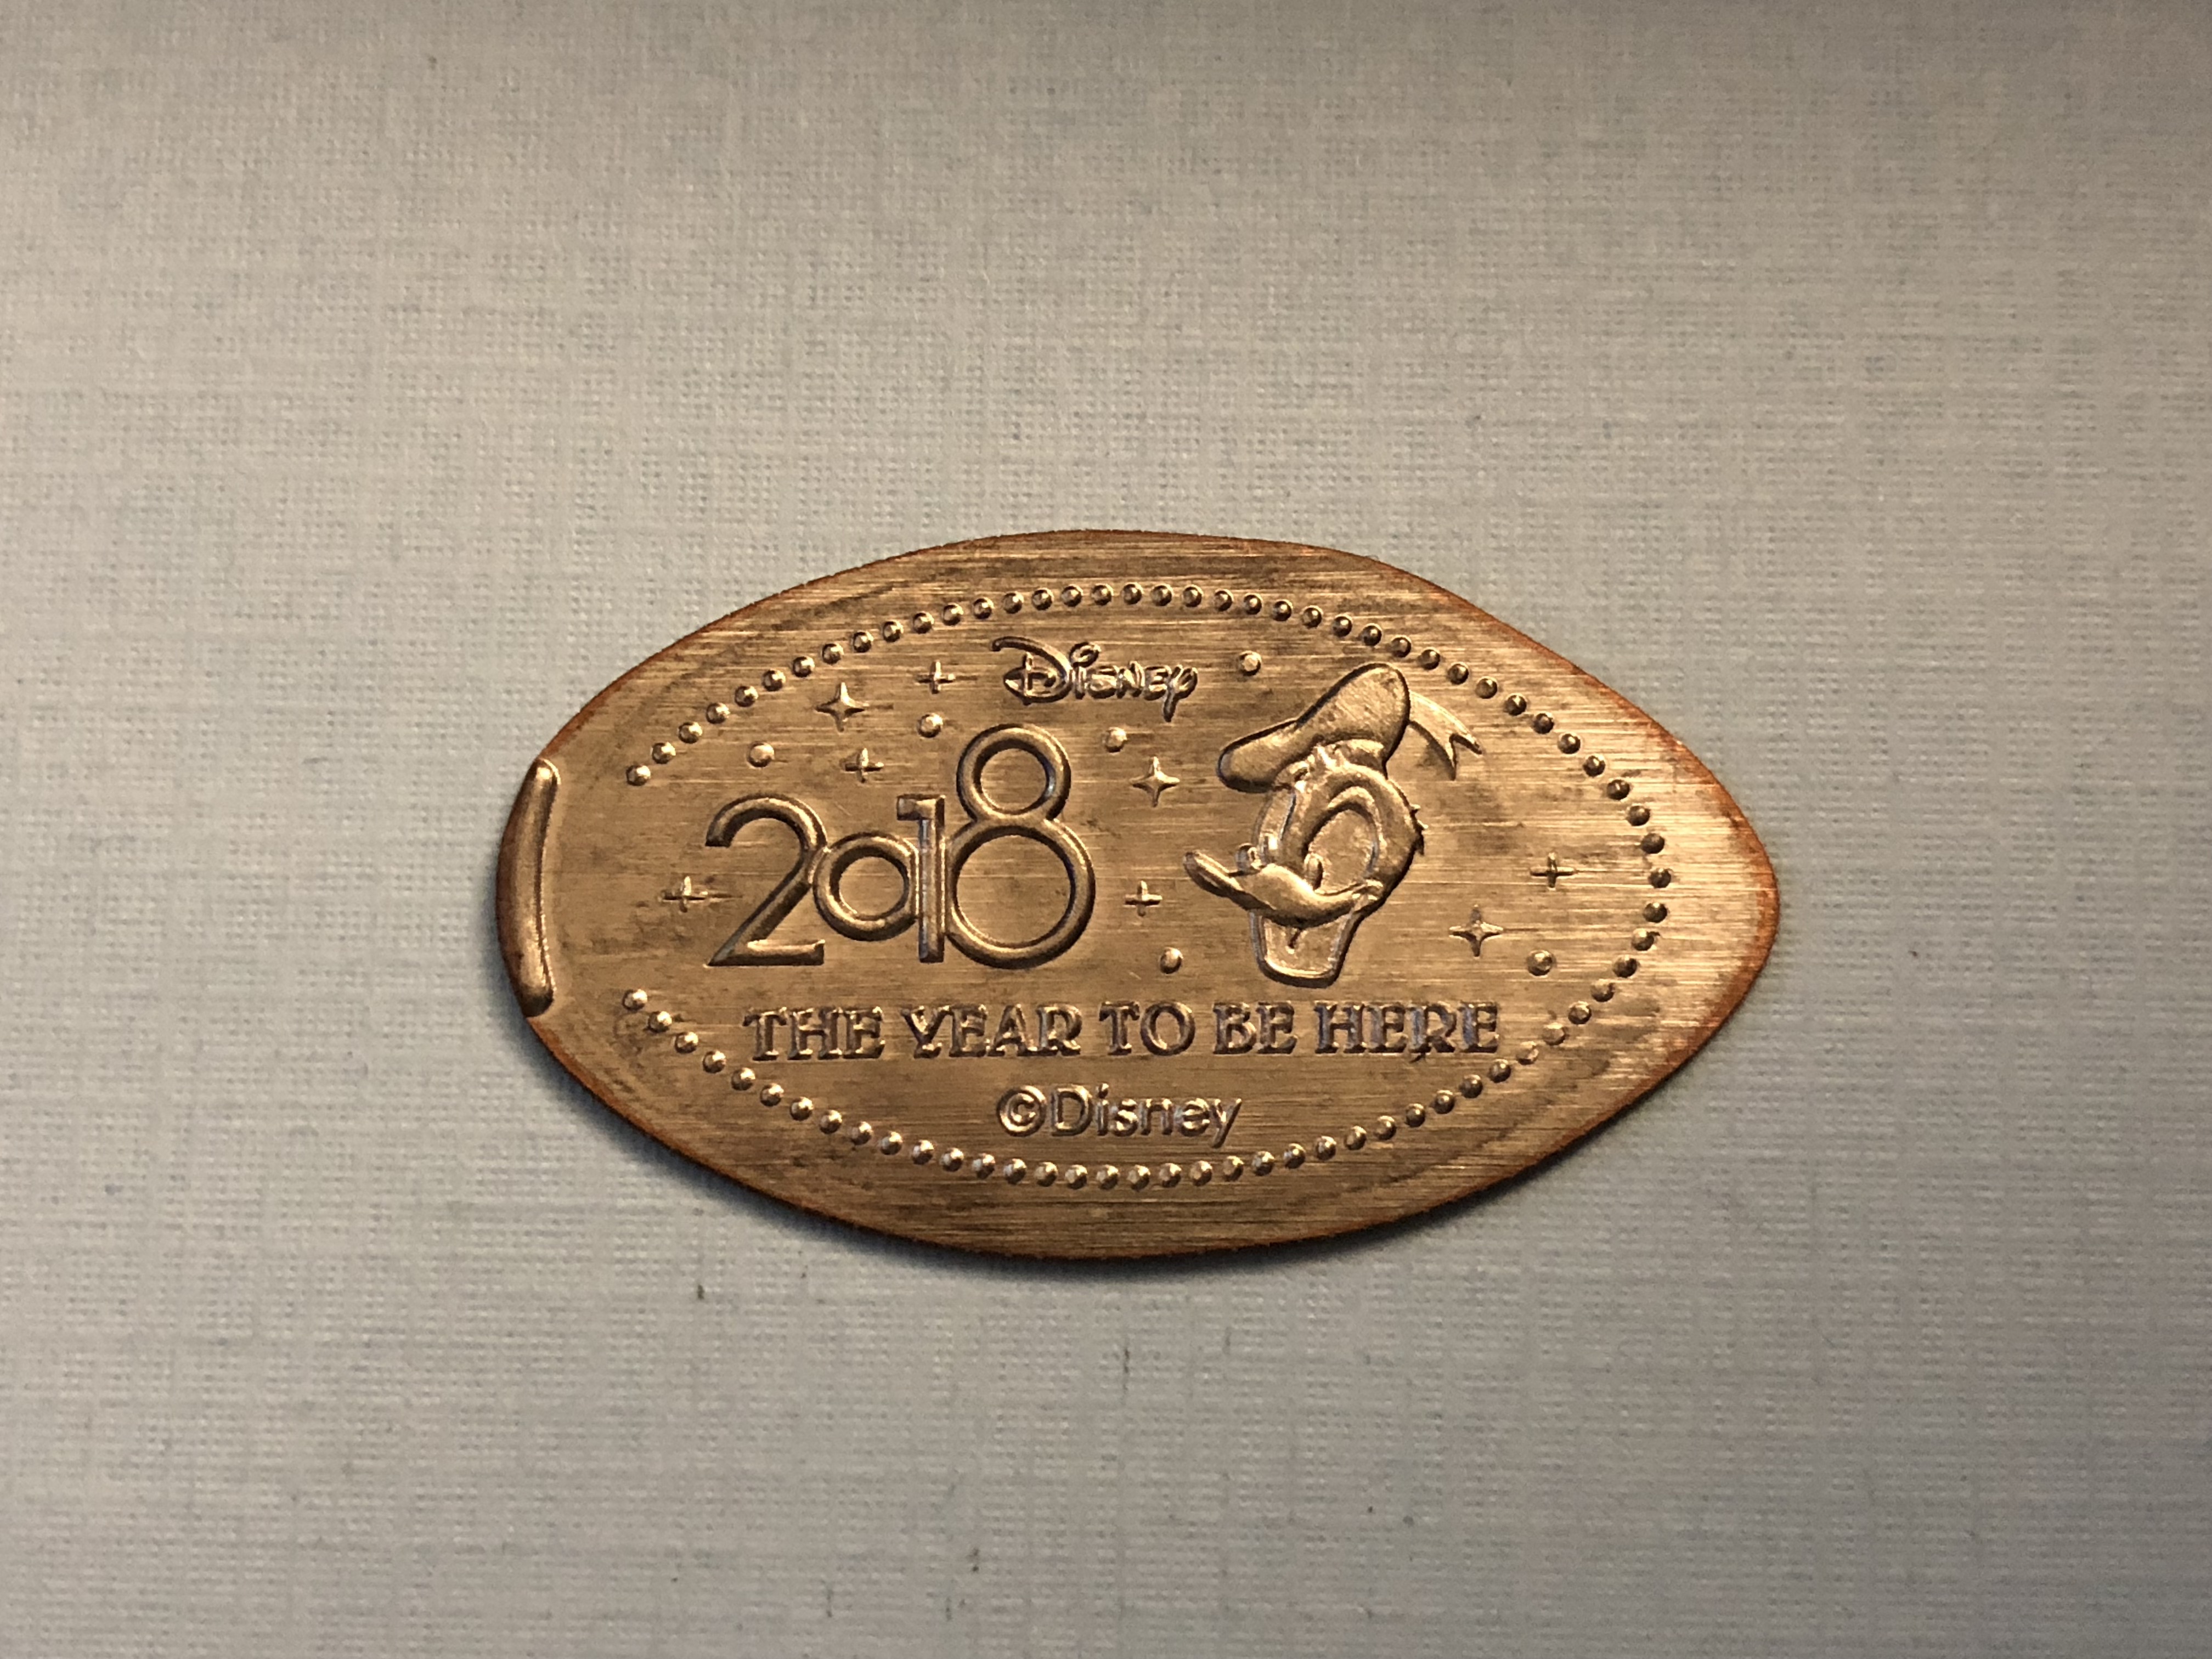 Disney
2018
THE YEAR TO BE HERE
©Disney